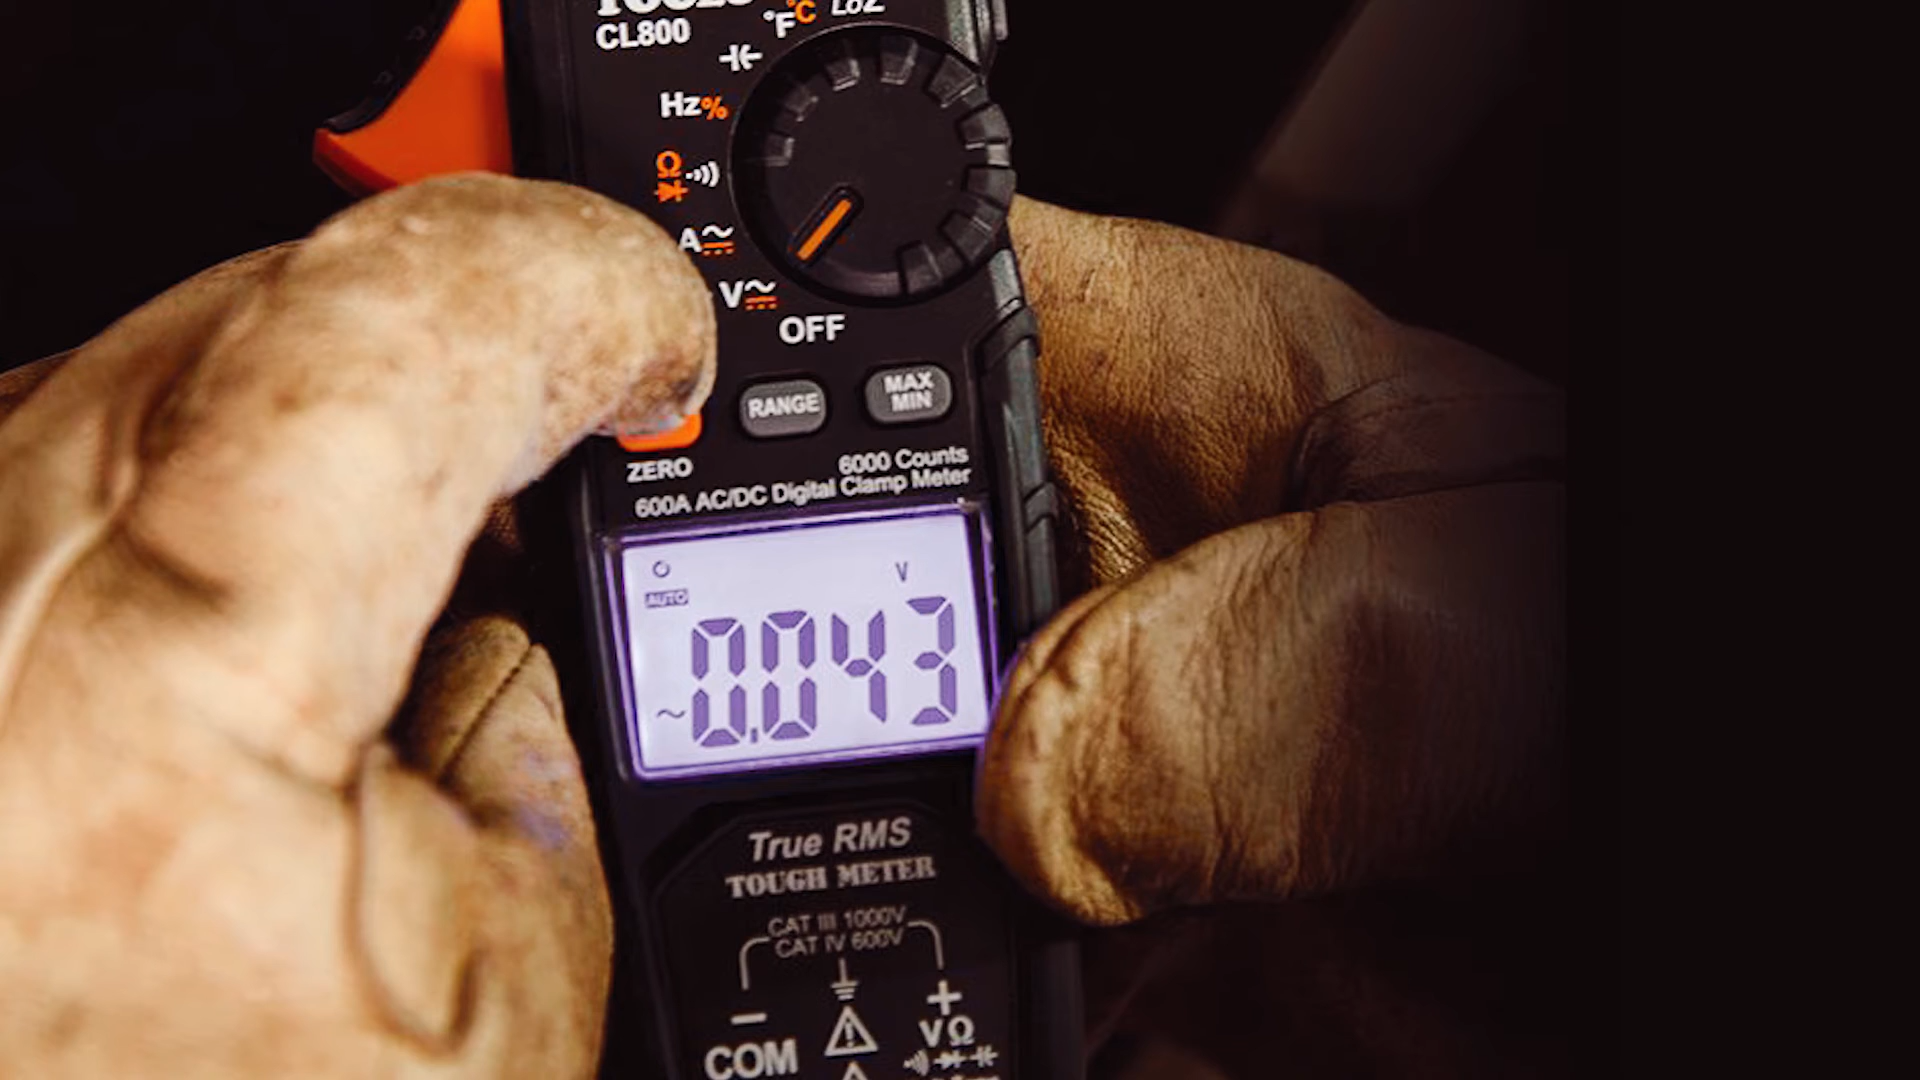 TOOLS
CL800
°F°C
LoZ
Hz%
Ω
A
V
OFF
RANGE
MAX
MIN
ZERO
6000 Counts
600A AC/DC Digital Clamp Meter
V
AUTO
~0.043
True RMS
TOUGH METER
CAT III 1000V
CAT IV 600V
− +
COM VΩ